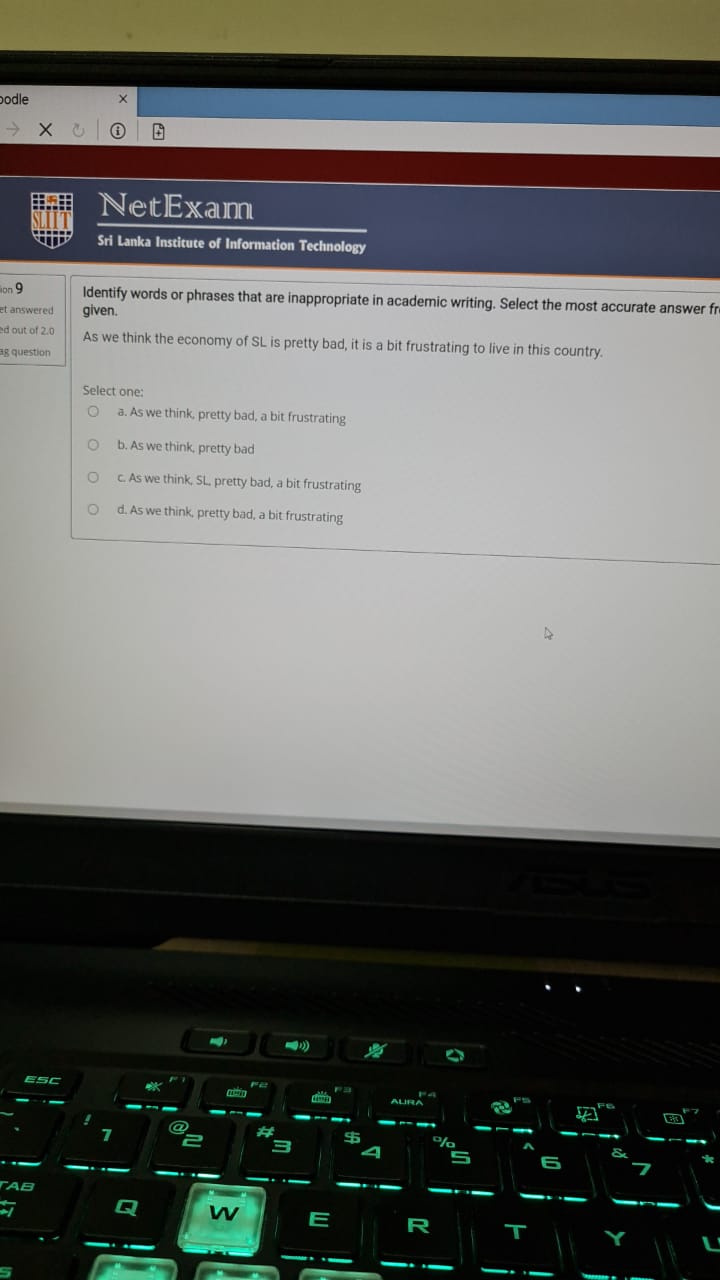 oodle
SLIIT
NetExam
Sri Lanka Institute of Information Technology
ion 9
et answered
ed out of 2.0
ag question
Identify words or phrases that are inappropriate in academic writing. Select the most accurate answer fr
given.
As we think the economy of SL is pretty bad, it is a bit frustrating to live in this country.
Select one:
a. As we think, pretty bad, a bit frustrating
b. As we think, pretty bad
c. As we think, SL, pretty bad, a bit frustrating
d. As we think, pretty bad, a bit frustrating
ASUS
ESC F1 F2 F3 AURA F4 F5 F6 F7
~ ! 1 @ 2 # 3 $ 4 % 5 ^ 6 & 7 *
TAB Q W E R T Y U
S